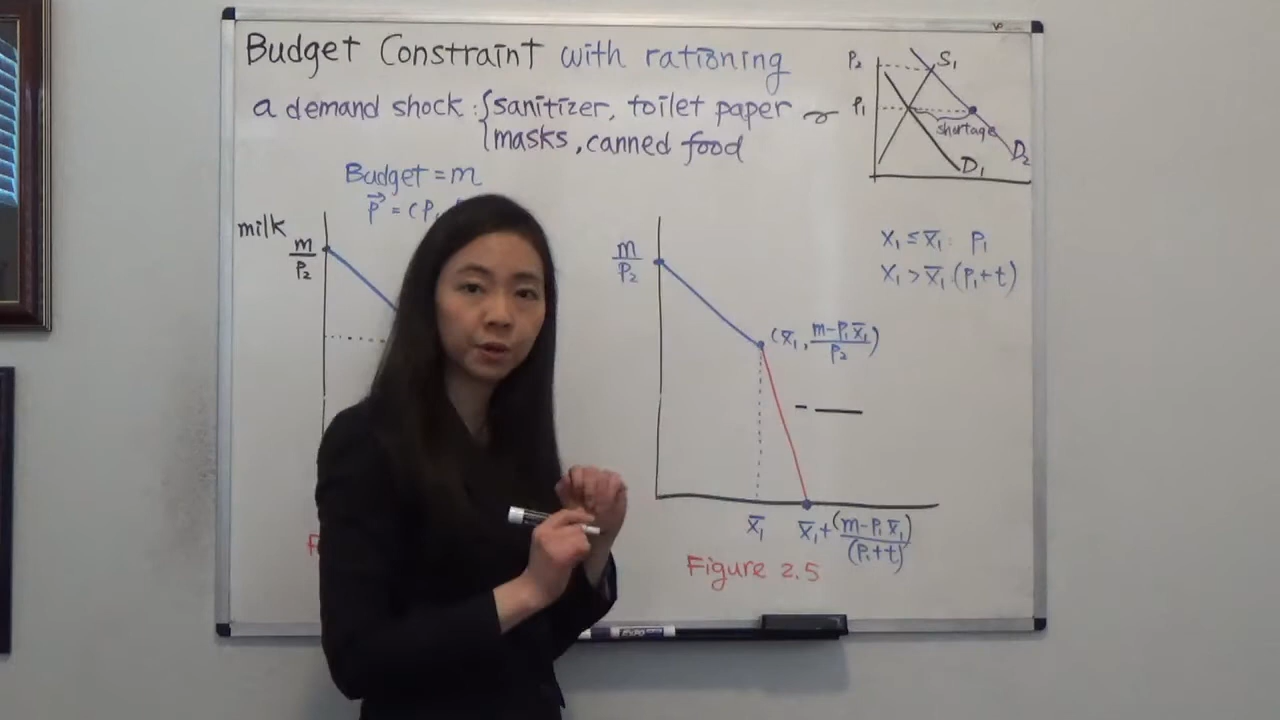 Budget Constraint with rationing
a demand shock : { sanitizer, toilet paper
masks, canned food
P₂
S₁
P₁
shortage
D₁
D₂
Budget = m
p⃗ = (P₁
milk
m/P₂
m/P₂
x₁ ≤ x̄₁: P₁
x₁ > x̄₁: (P₁+t)
(x̄₁, (m-P₁x̄₁)/P₂)
x̄₁
x̄₁ + (m-P₁x̄₁)/(P₁+t)
Figure 2.5
EXPO